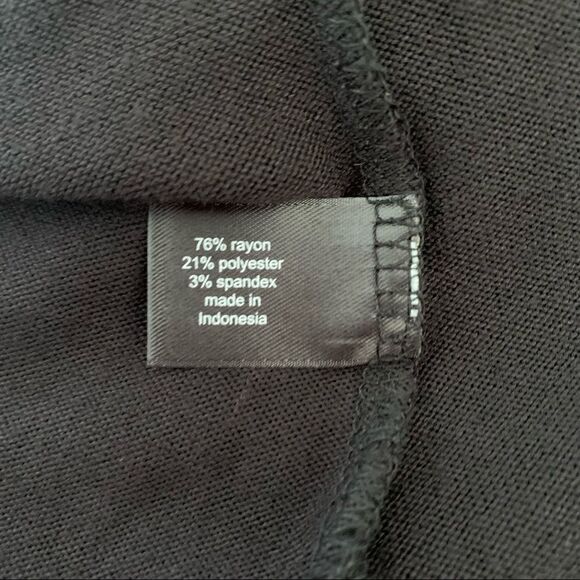 76% rayon
21% polyester
3% spandex
made in
Indonesia